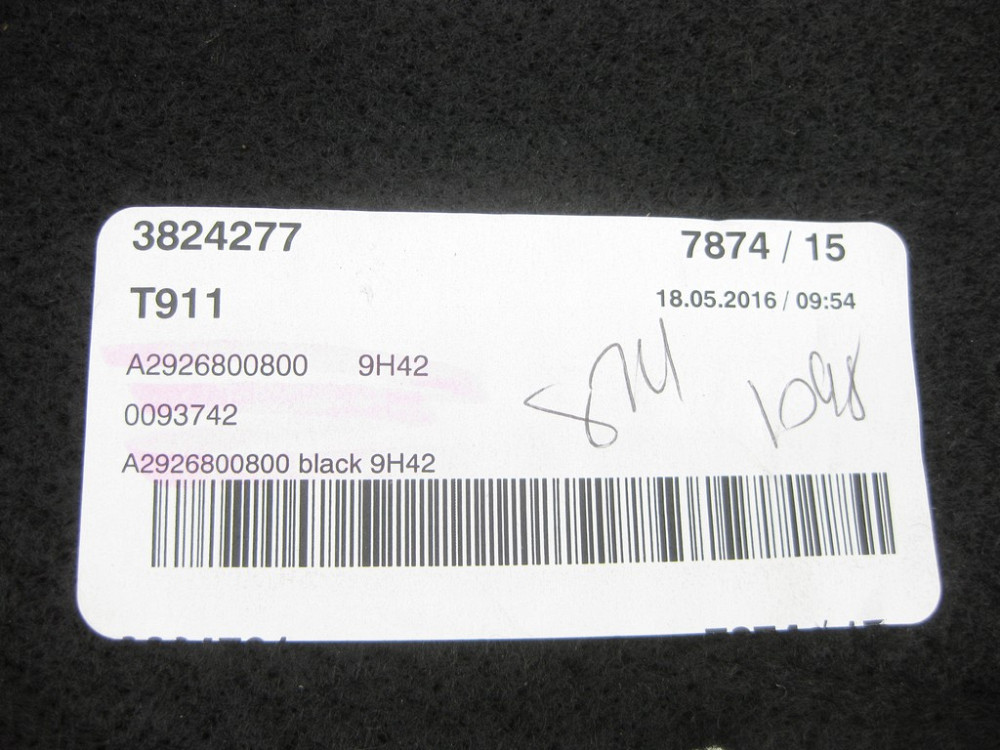 3824277 7874 / 15
T911 18.05.2016 / 09:54
A2926800800 9H42
0093742
A2926800800 black 9H42